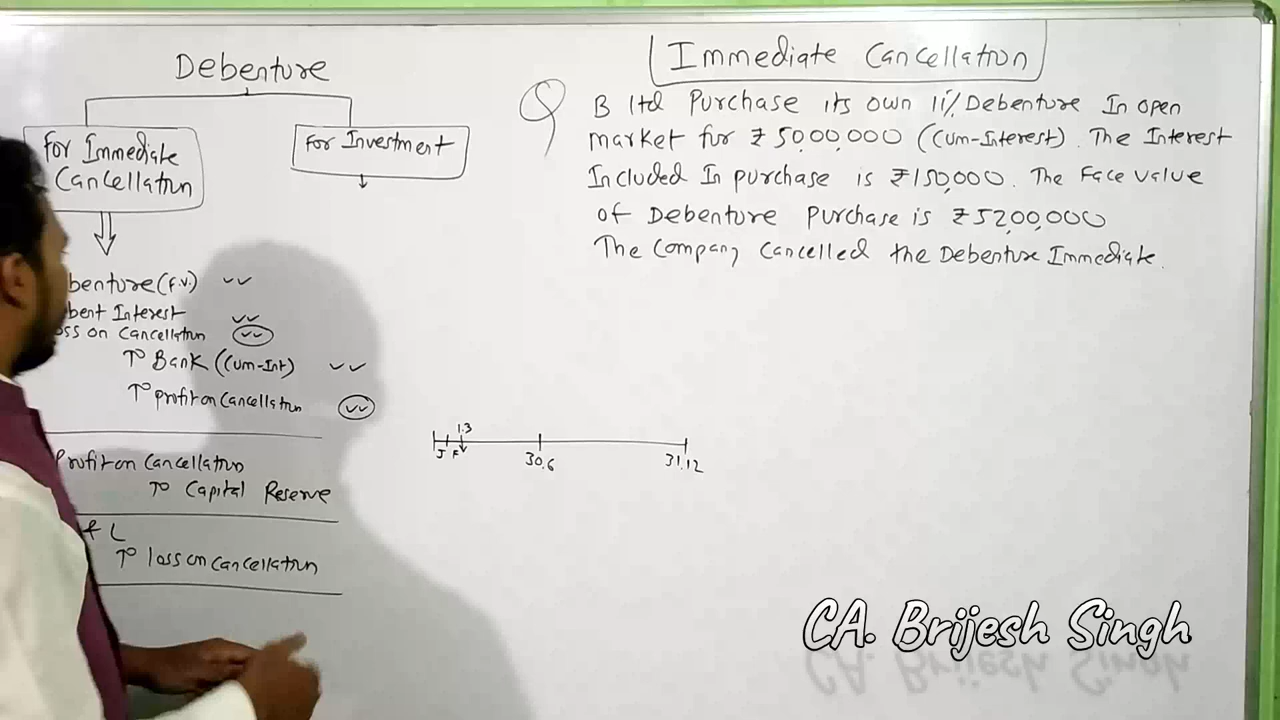 Debenture
For Immediate
Cancellation
For Investment
benture (F.V.)
bent Interest
oss on Cancellation
To Bank (Cum-Int)
To profit on Cancellation
Profit on Cancellation
To Capital Reserve
& L
To loss on Cancellation
Immediate Cancellation
Q B ltd Purchase its own 11% Debenture In open
market for ₹ 50,00,000 (Cum-Interest). The Interest
Included In purchase is ₹150,000. The Face value
of Debenture Purchase is ₹52,00,000
The Company Cancelled the Debenture Immediate.
1.3
J F
30.6
31.12
CA. Brijesh Singh